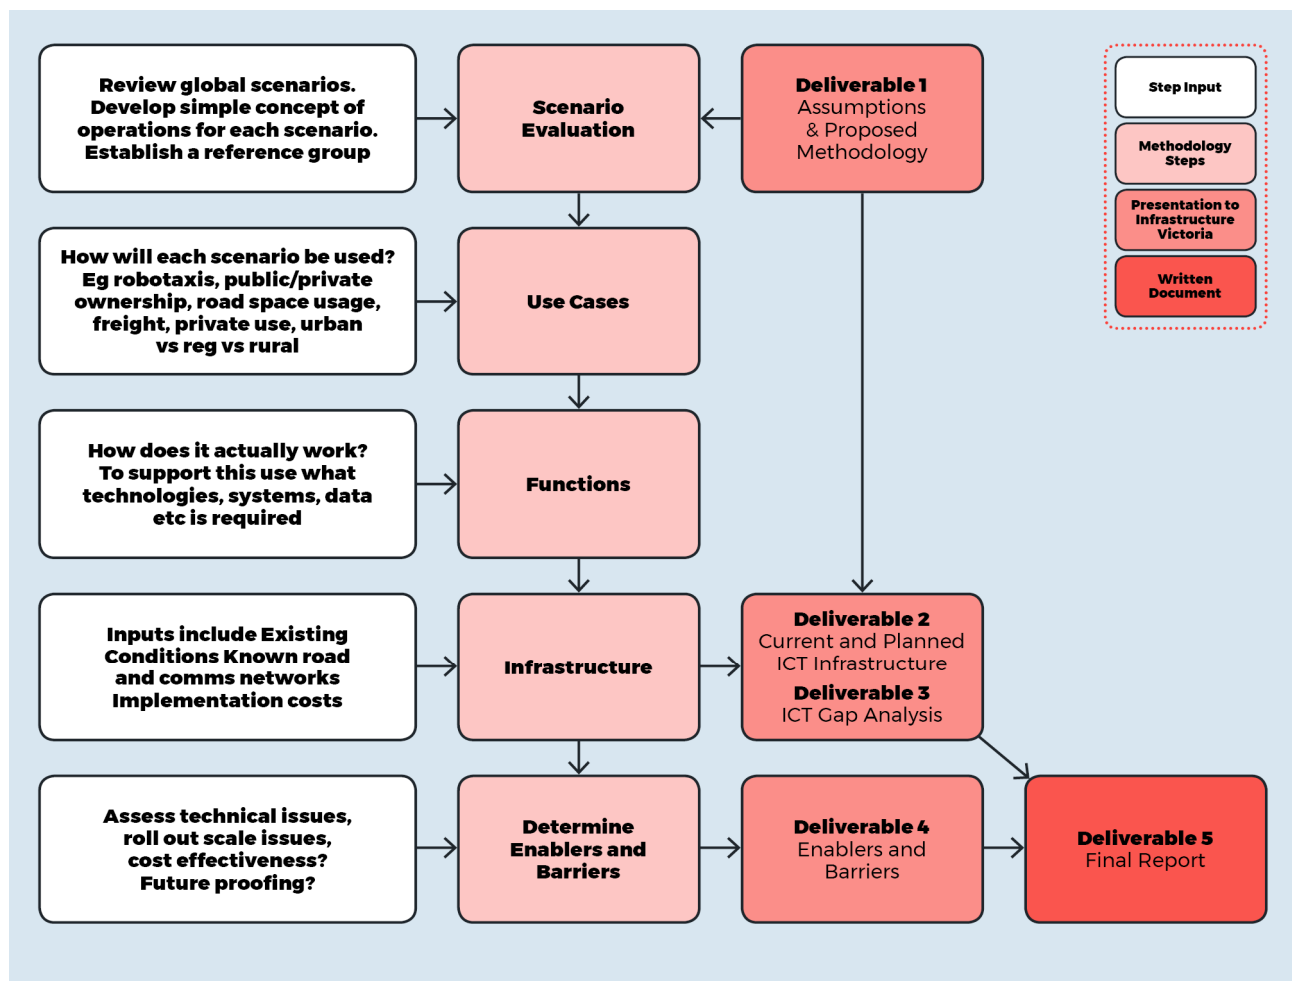 Review global scenarios.
Develop simple concept of
operations for each scenario.
Establish a reference group
Scenario
Evaluation
Deliverable 1
Assumptions
& Proposed
Methodology
Step Input
Methodology
Steps
Presentation to
Infrastructure
Victoria
Written
Document
How will each scenario be used?
Eg robotaxis, public/private
ownership, road space usage,
freight, private use, urban
vs reg vs rural
Use Cases
How does it actually work?
To support this use what
technologies, systems, data
etc is required
Functions
Inputs include Existing
Conditions Known road
and comms networks
Implementation costs
Infrastructure
Deliverable 2
Current and Planned
ICT Infrastructure
Deliverable 3
ICT Gap Analysis
Assess technical issues,
roll out scale issues,
cost effectiveness?
Future proofing?
Determine
Enablers and
Barriers
Deliverable 4
Enablers and
Barriers
Deliverable 5
Final Report